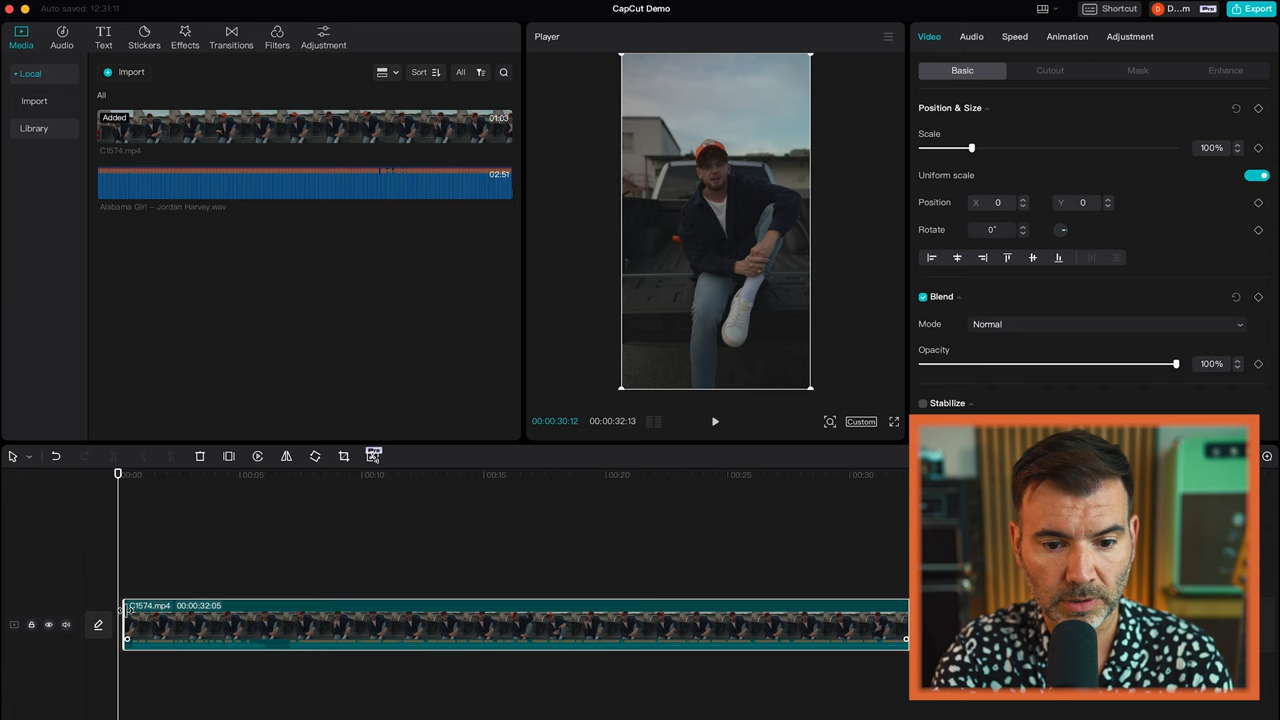 Auto saved: 12:31:11
CapCut Demo
Shortcut
D...m
Pro
Export
Media
Audio
Text
Stickers
Effects
Transitions
Filters
Adjustment
Local
Import
Library
Import
Sort
All
All
Added
01:03
C1574.mp4
02:51
Alabama Girl – Jordan Harvey.wav
Player
00:00:30:12
00:00:32:13
Custom
Video
Audio
Speed
Animation
Adjustment
Basic
Cutout
Mask
Enhance
Position & Size
Scale
100%
Uniform scale
Position
X 0
Y 0
Rotate
0°
Blend
Mode
Normal
Opacity
100%
Stabilize
Pro
00:00
00:05
00:10
00:15
00:20
00:25
00:30
C1574.mp4 00:00:32:05